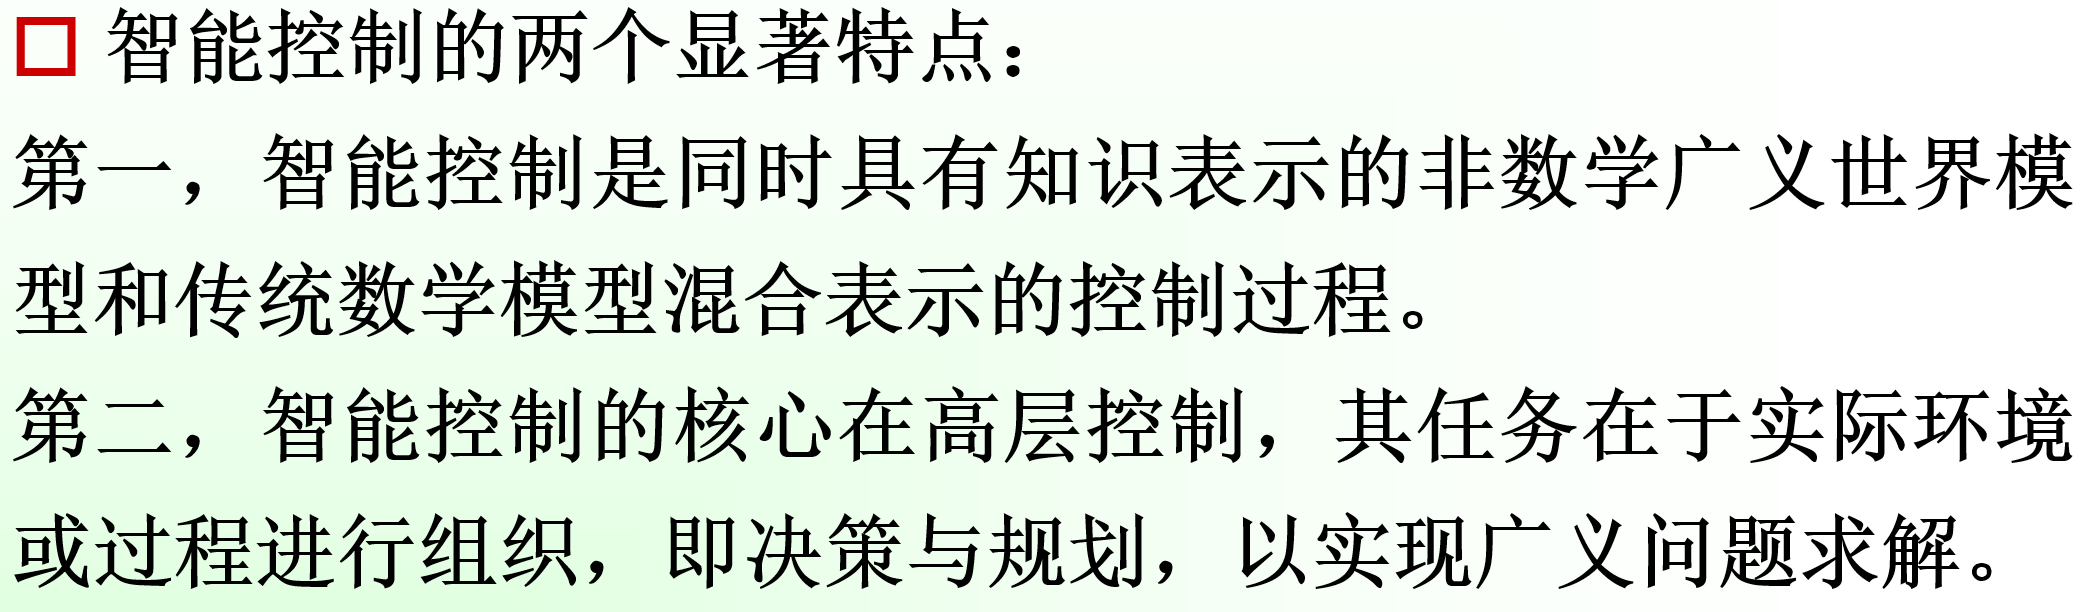 智能控制的两个显著特点：
第一，智能控制是同时具有知识表示的非数学广义世界模
型和传统数学模型混合表示的控制过程。
第二，智能控制的核心在高层控制，其任务在于实际环境
或过程进行组织，即决策与规划，以实现广义问题求解。